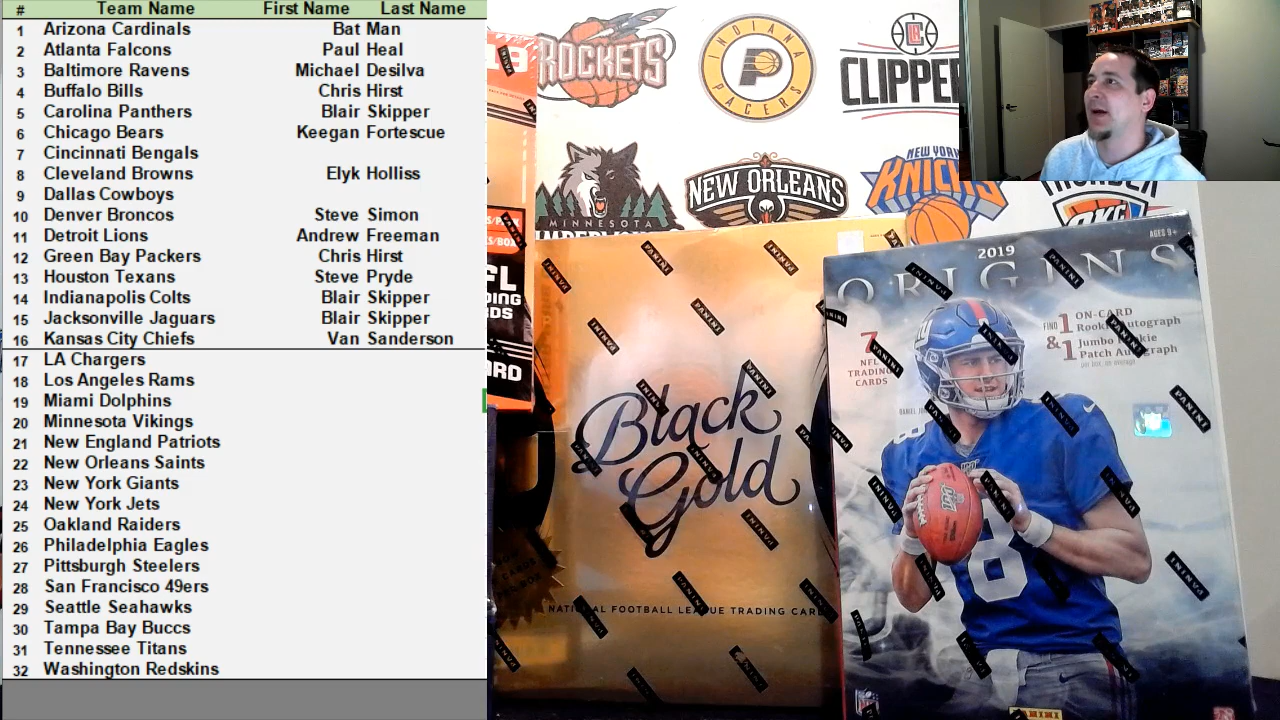 # Team Name First Name Last Name
1 Arizona Cardinals Bat Man
2 Atlanta Falcons Paul Heal
3 Baltimore Ravens Michael Desilva
4 Buffalo Bills Chris Hirst
5 Carolina Panthers Blair Skipper
6 Chicago Bears Keegan Fortescue
7 Cincinnati Bengals
8 Cleveland Browns Elyk Holliss
9 Dallas Cowboys
10 Denver Broncos Steve Simon
11 Detroit Lions Andrew Freeman
12 Green Bay Packers Chris Hirst
13 Houston Texans Steve Pryde
14 Indianapolis Colts Blair Skipper
15 Jacksonville Jaguars Blair Skipper
16 Kansas City Chiefs Van Sanderson
17 LA Chargers
18 Los Angeles Rams
19 Miami Dolphins
20 Minnesota Vikings
21 New England Patriots
22 New Orleans Saints
23 New York Giants
24 New York Jets
25 Oakland Raiders
26 Philadelphia Eagles
27 Pittsburgh Steelers
28 San Francisco 49ers
29 Seattle Seahawks
30 Tampa Bay Buccs
31 Tennessee Titans
32 Washington Redskins
ROCKETS
INDIANA
PACERS
CLIPPE
MINNESOTA
NEW ORLEANS
NEW YORK
KNICKS
THUNDER
OKC
Black
Gold
NATIONAL FOOTBALL LEAGUE TRADING CARD
2019
AGES 9+
ORIGINS
FIND 1 ON-CARD
Rookie Autograph
& 1 Jumbo Rookie
Patch Autograph
7
NFL
TRADING
CARDS
8
PANINI